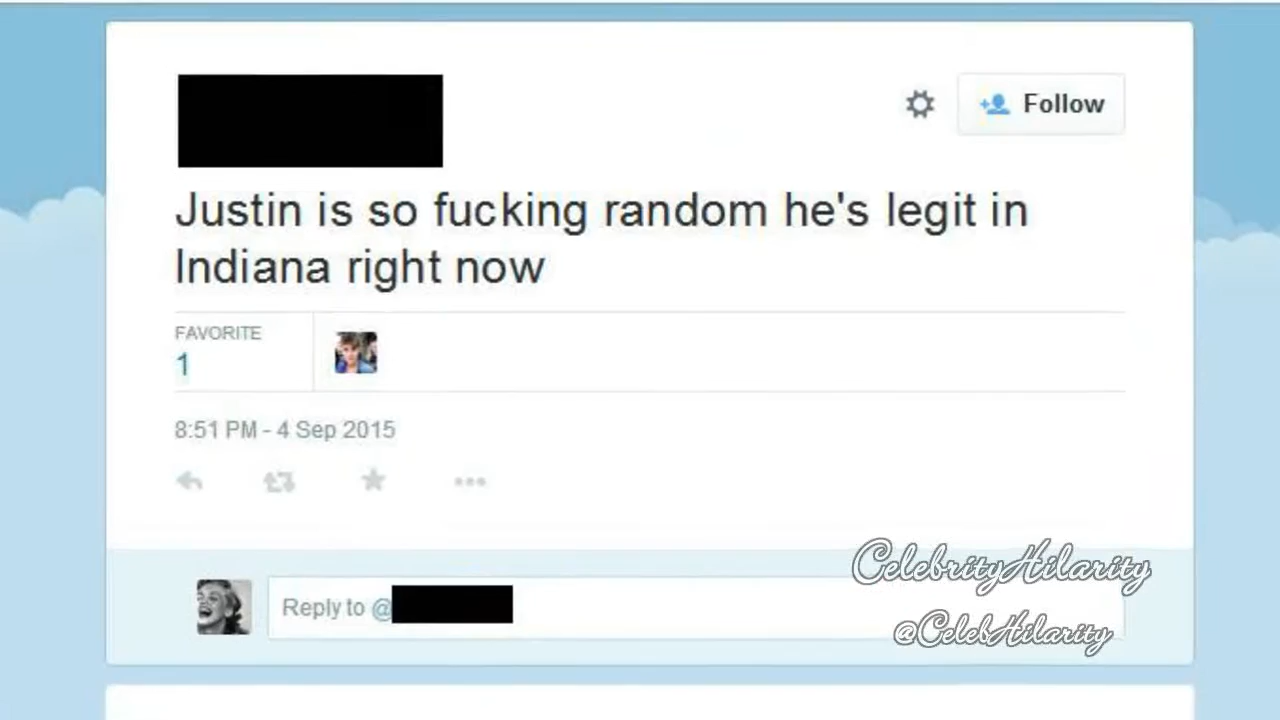 Follow
Justin is so fucking random he's legit in
Indiana right now
FAVORITE
1
8:51 PM - 4 Sep 2015
CelebrityHilarity
Reply to @
@CelebHilarity